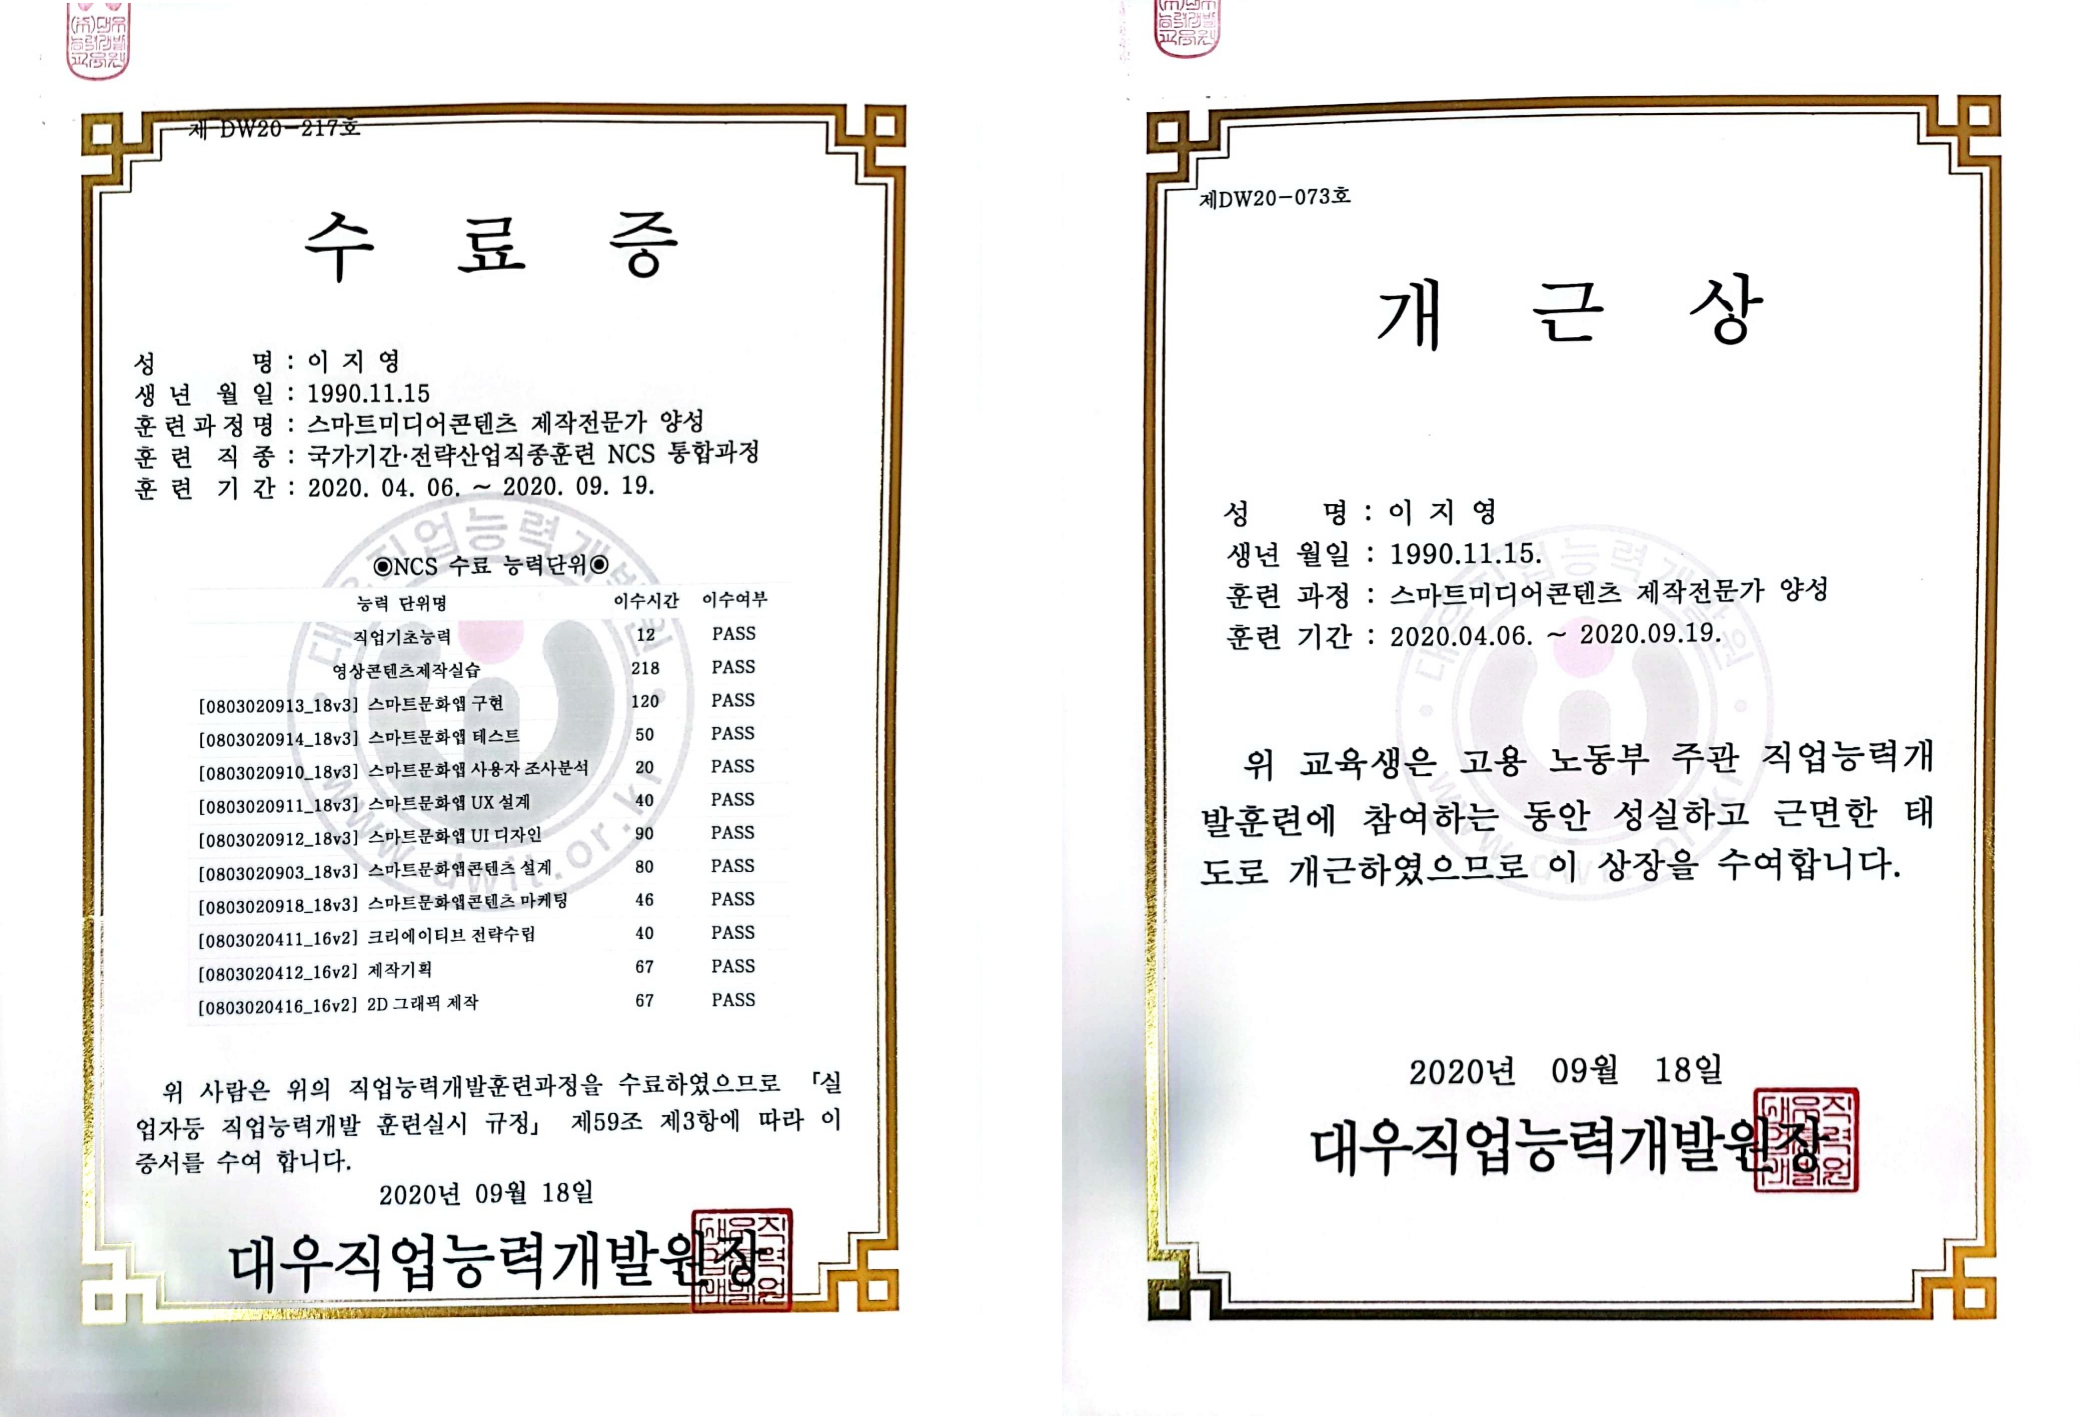 제 DW20-217호
수 료 증
성 명 : 이 지 영
생 년 월 일 : 1990.11.15
훈련과정명 : 스마트미디어콘텐츠 제작전문가 양성
훈 련 직 종 : 국가기간·전략산업직종훈련 NCS 통합과정
훈 련 기 간 : 2020. 04. 06. ~ 2020. 09. 19.
◉NCS 수료 능력단위◉
능력 단위명 이수시간 이수여부
직업기초능력 12 PASS
영상콘텐츠제작실습 218 PASS
[0803020913_18v3] 스마트문화앱 구현 120 PASS
[0803020914_18v3] 스마트문화앱 테스트 50 PASS
[0803020910_18v3] 스마트문화앱 사용자 조사분석 20 PASS
[0803020911_18v3] 스마트문화앱 UX 설계 40 PASS
[0803020912_18v3] 스마트문화앱 UI 디자인 90 PASS
[0803020903_18v3] 스마트문화앱콘텐츠 설계 80 PASS
[0803020918_18v3] 스마트문화앱콘텐츠 마케팅 46 PASS
[0803020411_16v2] 크리에이티브 전략수립 40 PASS
[0803020412_16v2] 제작기획 67 PASS
[0803020416_16v2] 2D 그래픽 제작 67 PASS
위 사람은 위의 직업능력개발훈련과정을 수료하였으므로 「실
업자등 직업능력개발 훈련실시 규정」 제59조 제3항에 따라 이
증서를 수여 합니다.
2020년 09월 18일
대우직업능력개발원장
제DW20-073호
개 근 상
성 명 : 이 지 영
생년 월일 : 1990.11.15.
훈련 과정 : 스마트미디어콘텐츠 제작전문가 양성
훈련 기간 : 2020.04.06. ~ 2020.09.19.
위 교육생은 고용 노동부 주관 직업능력개
발훈련에 참여하는 동안 성실하고 근면한 태
도로 개근하였으므로 이 상장을 수여합니다.
2020년 09월 18일
대우직업능력개발원장